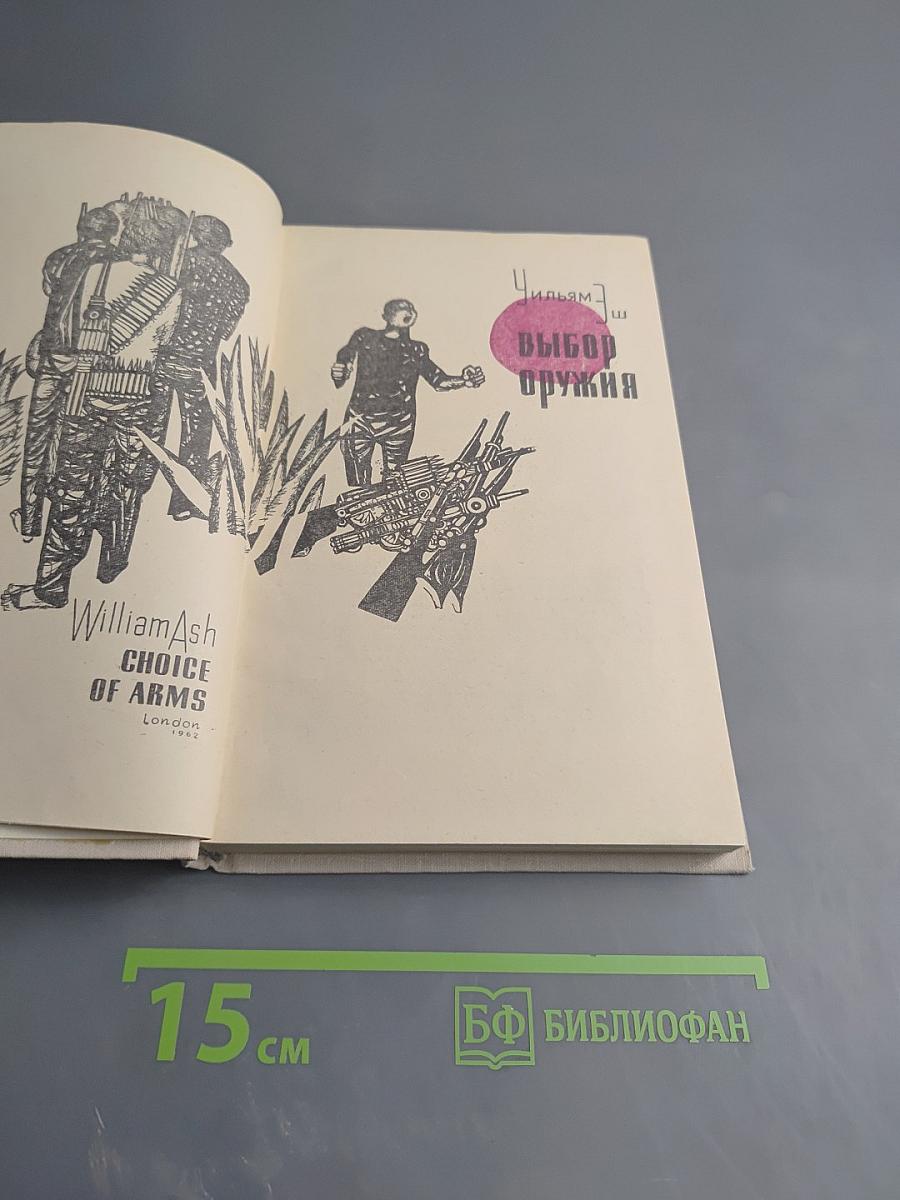 William Ash
CHOICE
OF ARMS
London
1962
Уильям Эш
ВЫБОР
ОРУЖИЯ
15 см
БФ БИБЛИОФАН